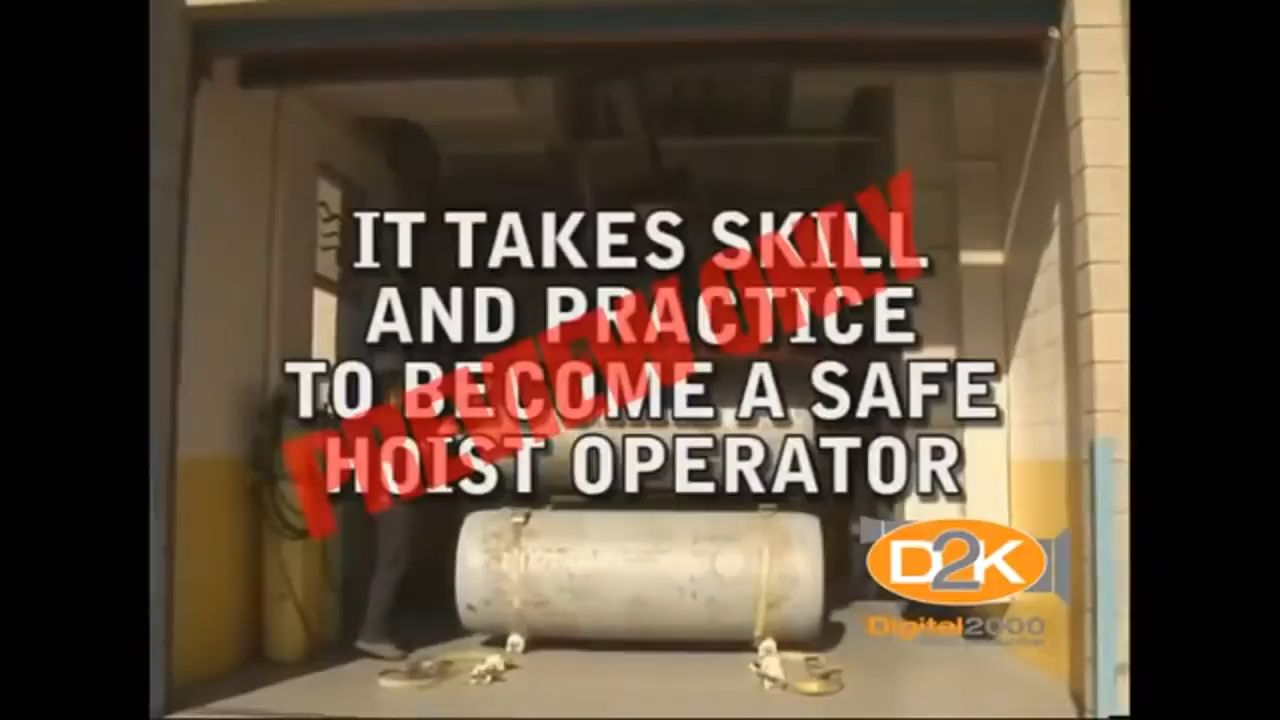 IT TAKES SKILL
AND PRACTICE
TO BECOME A SAFE
HOIST OPERATOR
PREVIEW ONLY
D2K
Digital2000